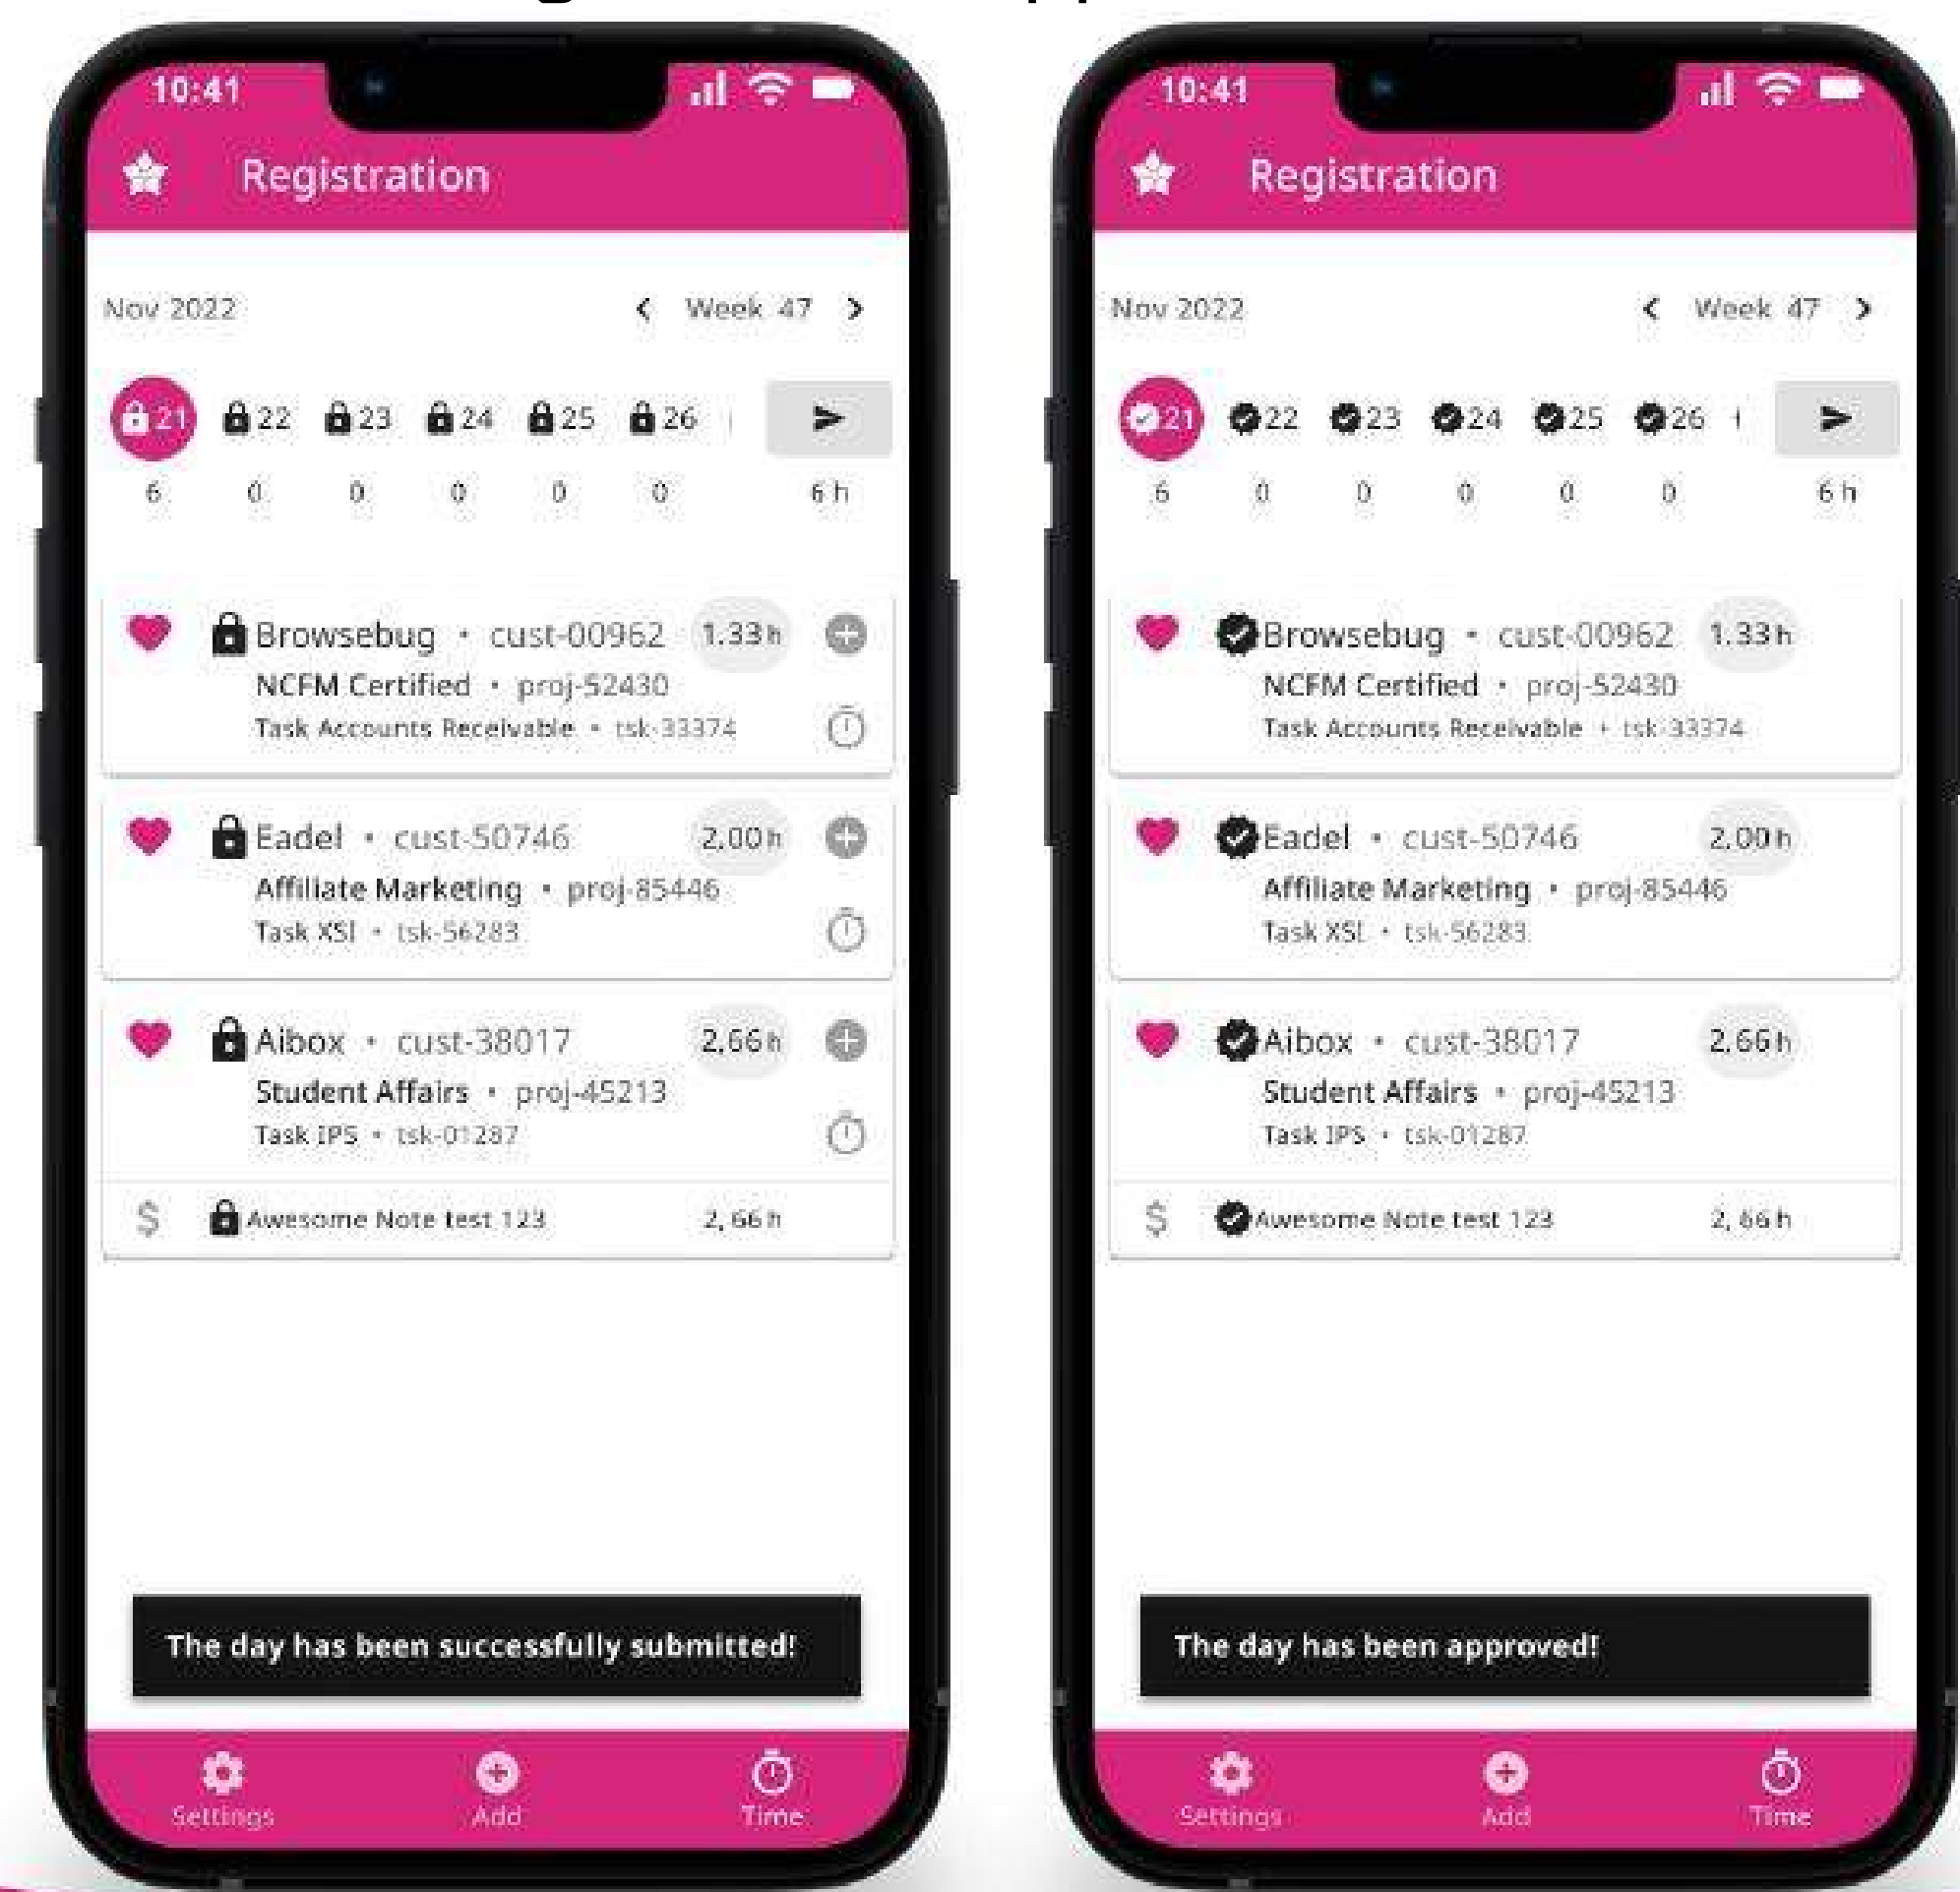 10:41
Registration
Nov 2022
Week 47
21 22 23 24 25 26
6 0 0 0 0 0 6 h
Browsebug • cust-00962 1.33 h
NCFM Certified • proj-52430
Task Accounts Receivable • tsk-33374
Eadel • cust-50746 2,00 h
Affiliate Marketing • proj-85446
Task XSI • tsk-56283
Aibox • cust-38017 2,66 h
Student Affairs • proj-45213
Task IPS • tsk-01287
$ Awesome Note test 123 2, 66 h
The day has been successfully submitted!
Settings Add Time
10:41
Registration
Nov 2022
Week 47
21 22 23 24 25 26
6 0 0 0 0 0 6 h
Browsebug • cust-00962 1.33 h
NCFM Certified • proj-52430
Task Accounts Receivable • tsk-33374
Eadel • cust-50746 2,00 h
Affiliate Marketing • proj-85446
Task XSI • tsk-56283
Aibox • cust-38017 2,66 h
Student Affairs • proj-45213
Task IPS • tsk-01287
$ Awesome Note test 123 2, 66 h
The day has been approved!
Settings Add Time